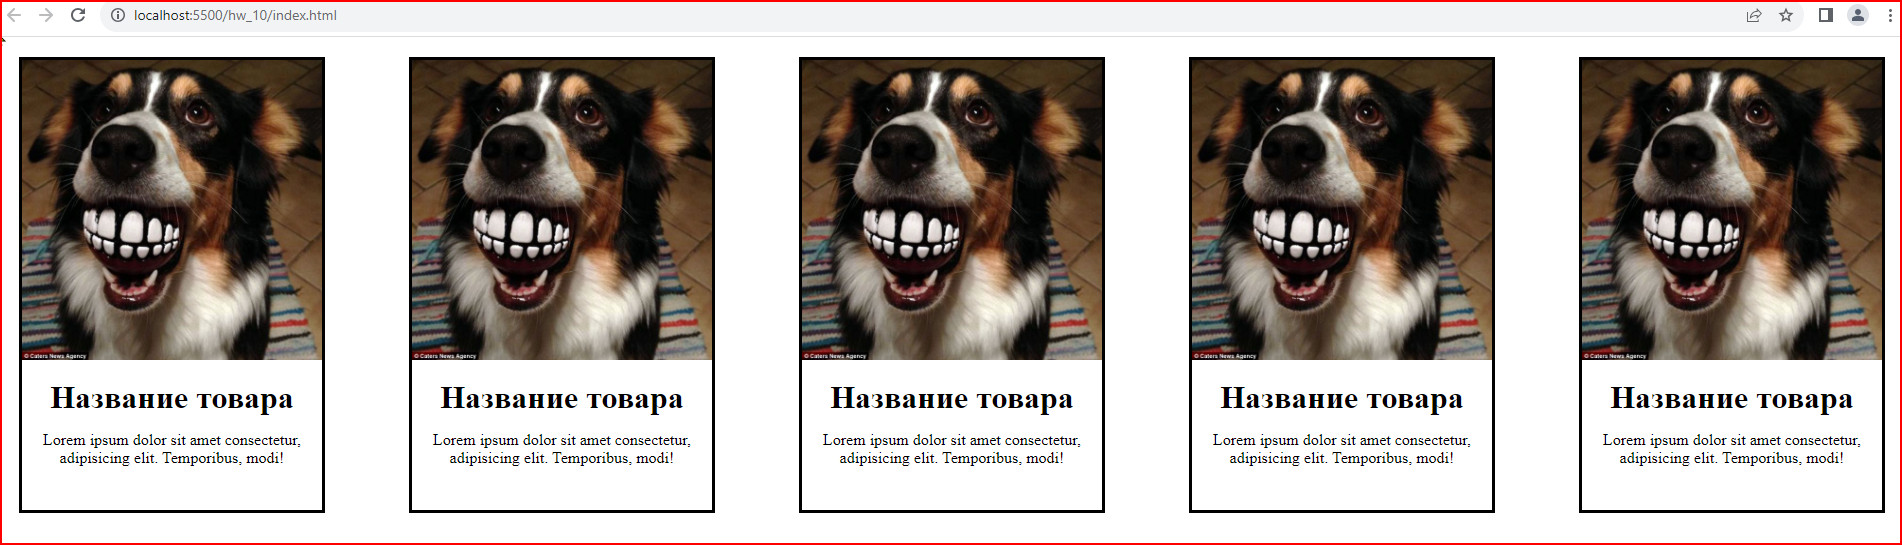 localhost:5500/hw_10/index.html
© Caters News Agency
© Caters News Agency
© Caters News Agency
© Caters News Agency
© Caters News Agency
Название товара
Название товара
Название товара
Название товара
Название товара
Lorem ipsum dolor sit amet consectetur,
adipisicing elit. Temporibus, modi!
Lorem ipsum dolor sit amet consectetur,
adipisicing elit. Temporibus, modi!
Lorem ipsum dolor sit amet consectetur,
adipisicing elit. Temporibus, modi!
Lorem ipsum dolor sit amet consectetur,
adipisicing elit. Temporibus, modi!
Lorem ipsum dolor sit amet consectetur,
adipisicing elit. Temporibus, modi!